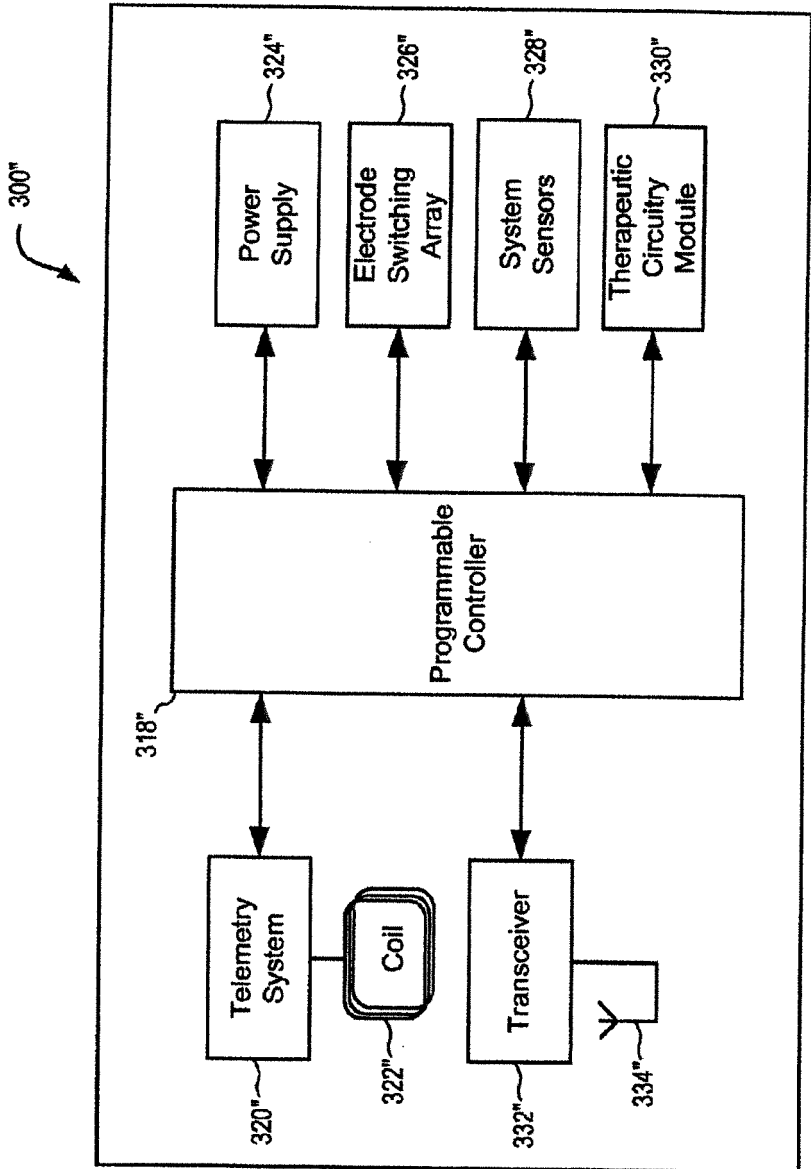 300"
318"
Telemetry
System
320"
Coil
322"
Transceiver
332"
334"
Programmable
Controller
Power
Supply
324"
Electrode
Switching
Array
326"
System
Sensors
328"
Therapeutic
Circuitry
Module
330"